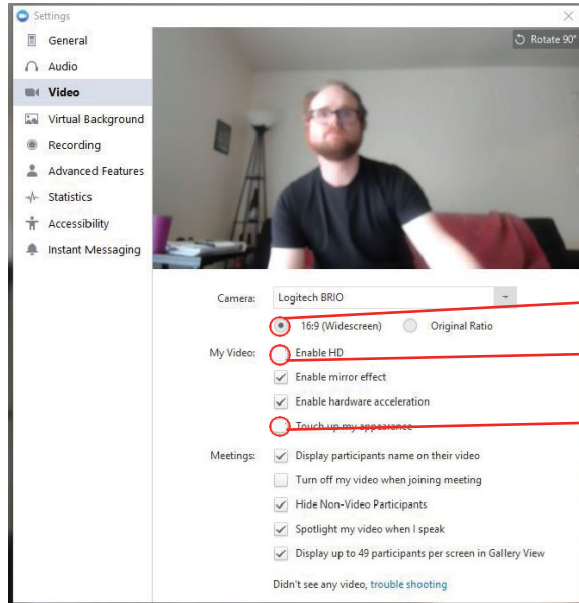 Settings
General
Audio
Video
Virtual Background
Recording
Advanced Features
Statistics
Accessibility
Instant Messaging
Rotate 90°
Camera:
Logitech BRIO
16:9 (Widescreen) Original Ratio
My Video:
Enable HD
Enable mirror effect
Enable hardware acceleration
Touch up my appearance
Meetings:
Display participants name on their video
Turn off my video when joining meeting
Hide Non-Video Participants
Spotlight my video when I speak
Display up to 49 participants per screen in Gallery View
Didn't see any video, trouble shooting